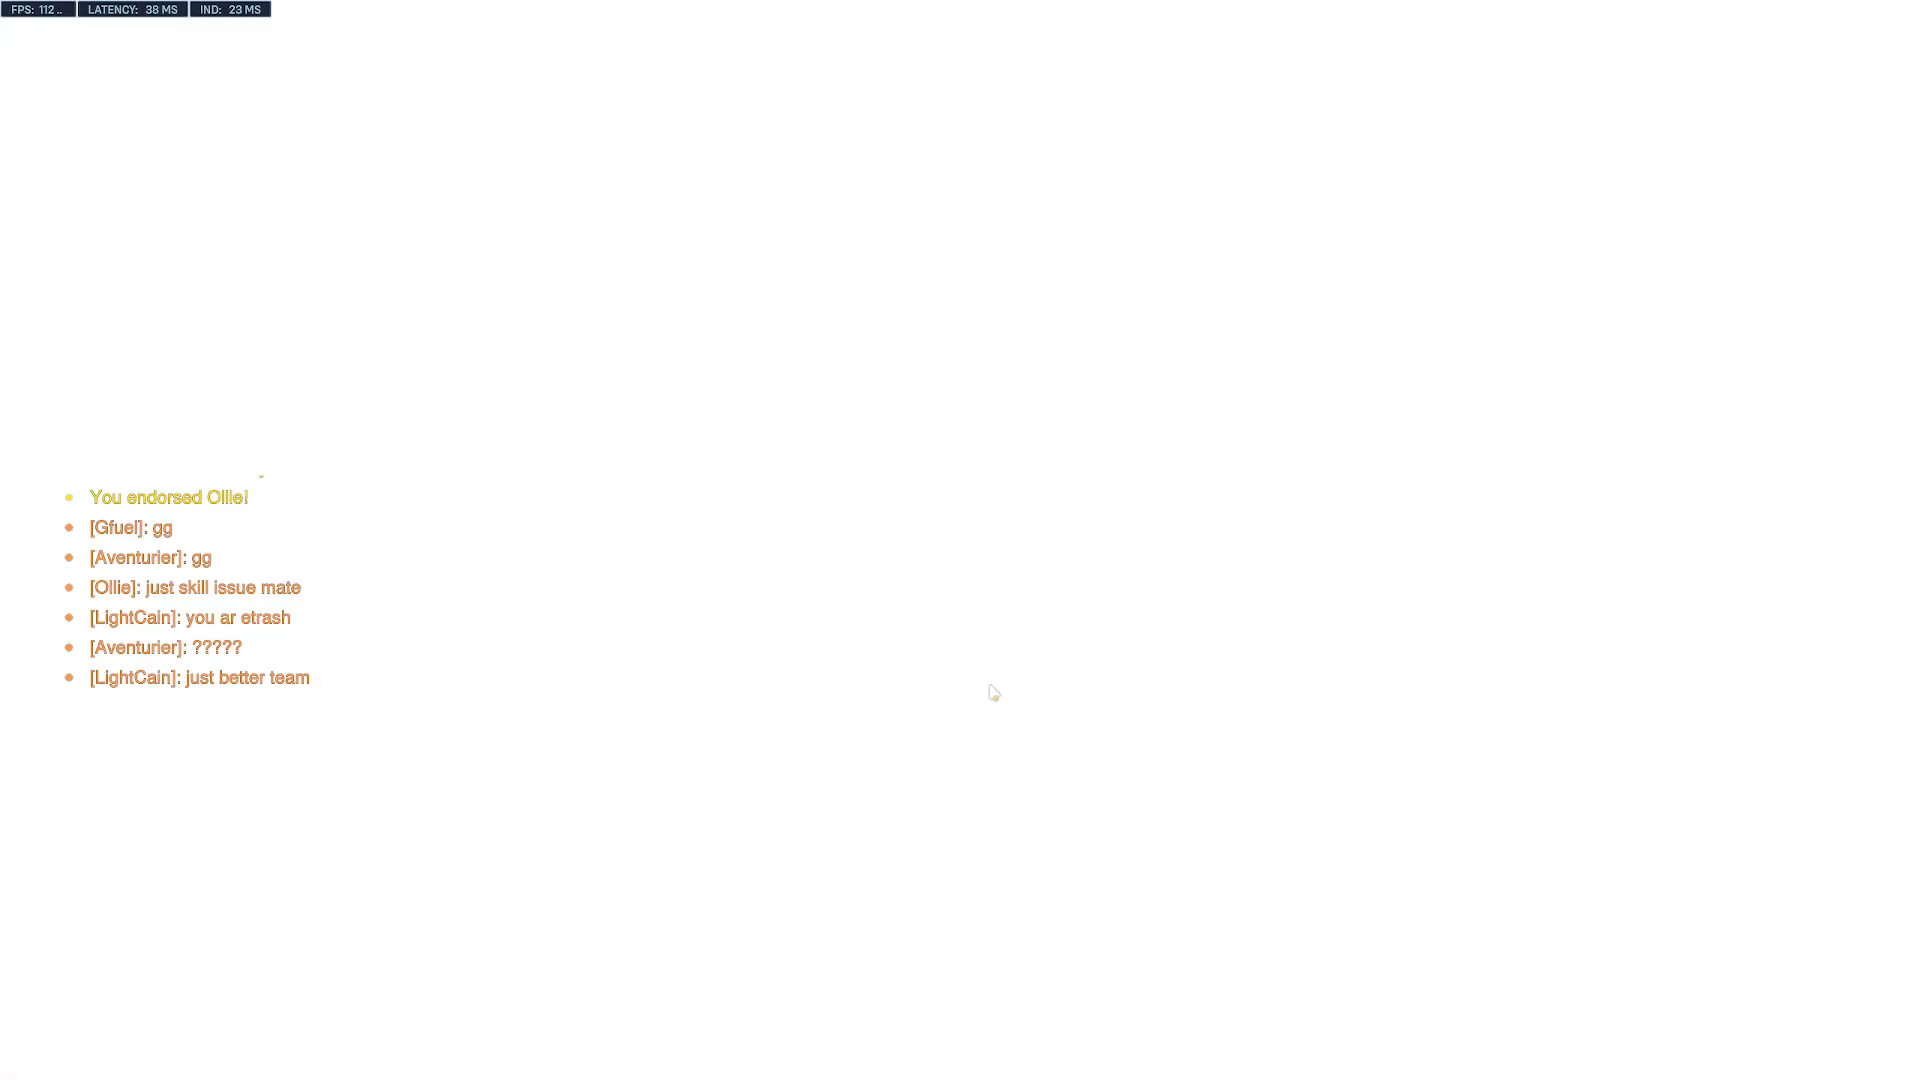 FPS: 112 .. LATENCY: 38 MS IND: 23 MS
You endorsed Ollie!
[Gfuel]: gg
[Aventurier]: gg
[Ollie]: just skill issue mate
[LightCain]: you ar etrash
[Aventurier]: ?????
[LightCain]: just better team